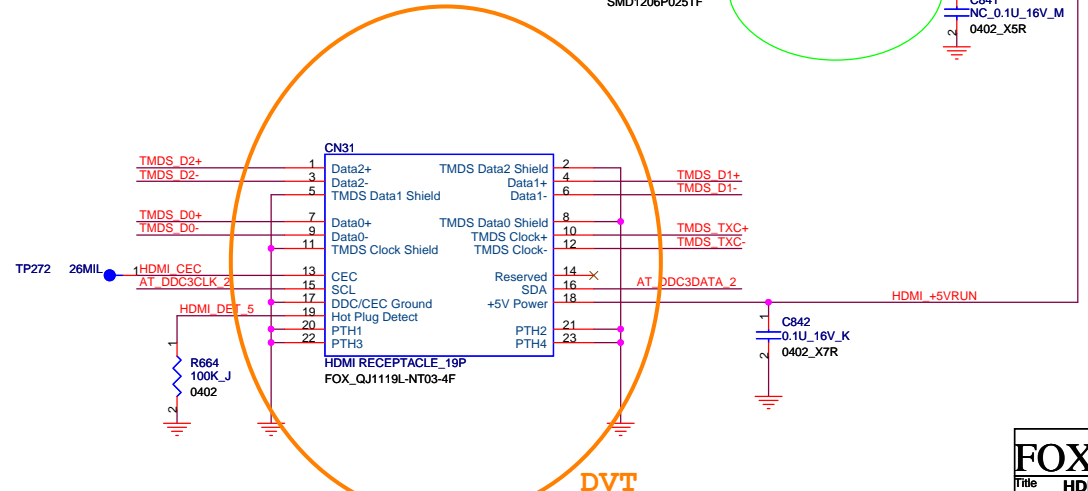 SMD1206P025TF
C841
NC_0.1U_16V_M
2
0402_X5R
CN31
TMDS_D2+ 1 Data2+ TMDS Data2 Shield 2
TMDS_D2- 3 Data2- Data1+ 4 TMDS_D1+
5 TMDS Data1 Shield Data1- 6 TMDS_D1-
TMDS_D0+ 7 Data0+ TMDS Data0 Shield 8
TMDS_D0- 9 Data0- TMDS Clock+ 10 TMDS_TXC+
11 TMDS Clock Shield TMDS Clock- 12 TMDS_TXC-
TP272 26MIL 1 HDMI_CEC 13 CEC Reserved 14
AT_DDC3CLK_2 15 SCL SDA 16 AT_DDC3DATA_2
17 DDC/CEC Ground +5V Power 18 HDMI_+5VRUN
HDMI_DET_5 19 Hot Plug Detect
20 PTH1 PTH2 21
22 PTH3 PTH4 23
1
C842
0.1U_16V_K
2
0402_X7R
HDMI RECEPTACLE_19P
FOX_QJ1119L-NT03-4F
1
R664
100K_J
0402
2
DVT
FOX
Title HD